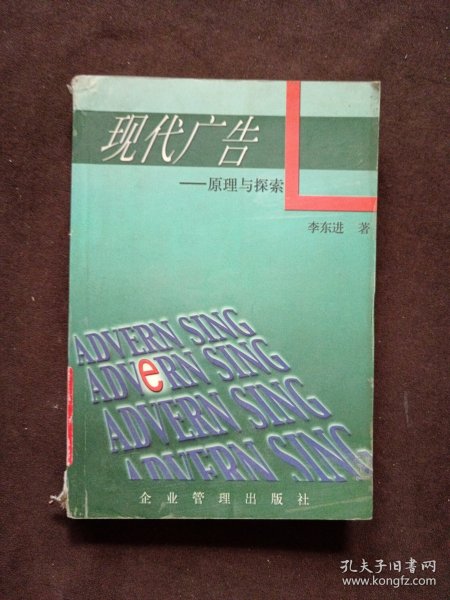 现代广告
——原理与探索
李东进 著
ADVERN SING
ADVeRN SING
ADVERN SING
ADVERN SING
企业管理出版社
孔夫子旧书网
www.kongfz.com